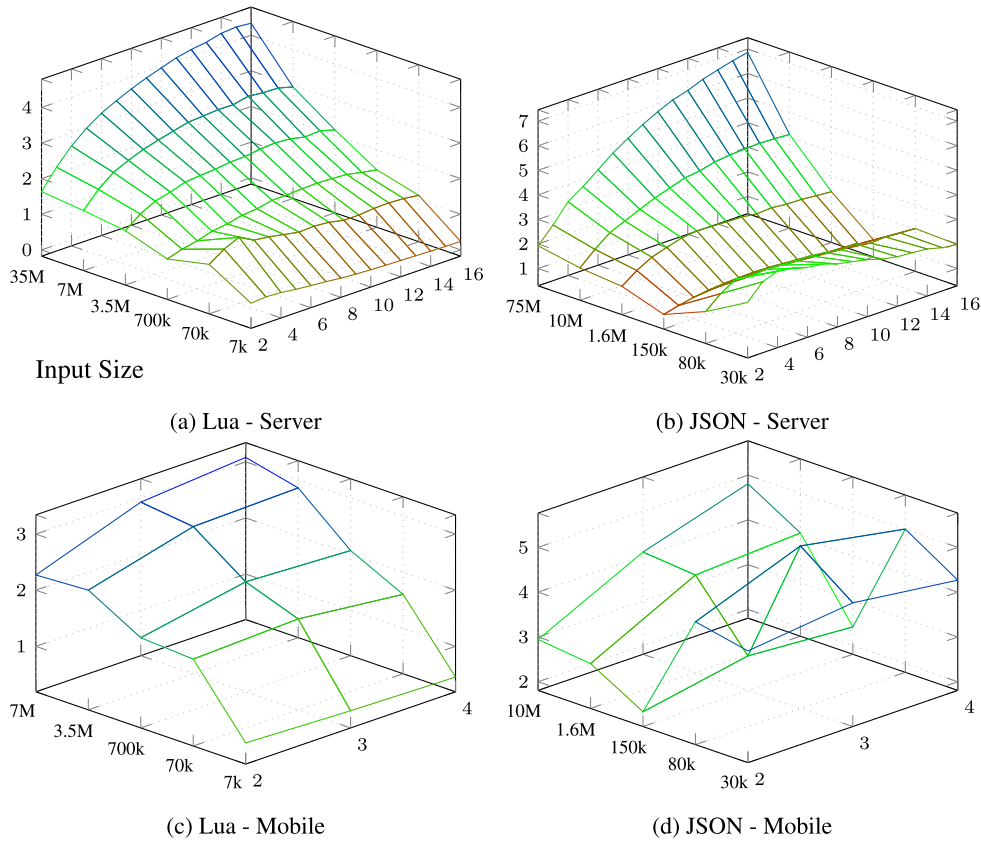 4
3
2
1
0
35M
7M
3.5M
700k
70k
7k
2
4
6
8
10
12
14
16
Input Size
(a) Lua - Server
7
6
5
4
3
2
1
75M
10M
1.6M
150k
80k
30k
2
4
6
8
10
12
14
16
(b) JSON - Server
3
2
1
7M
3.5M
700k
70k
7k
2
3
4
(c) Lua - Mobile
5
4
3
2
10M
1.6M
150k
80k
30k
2
3
4
(d) JSON - Mobile